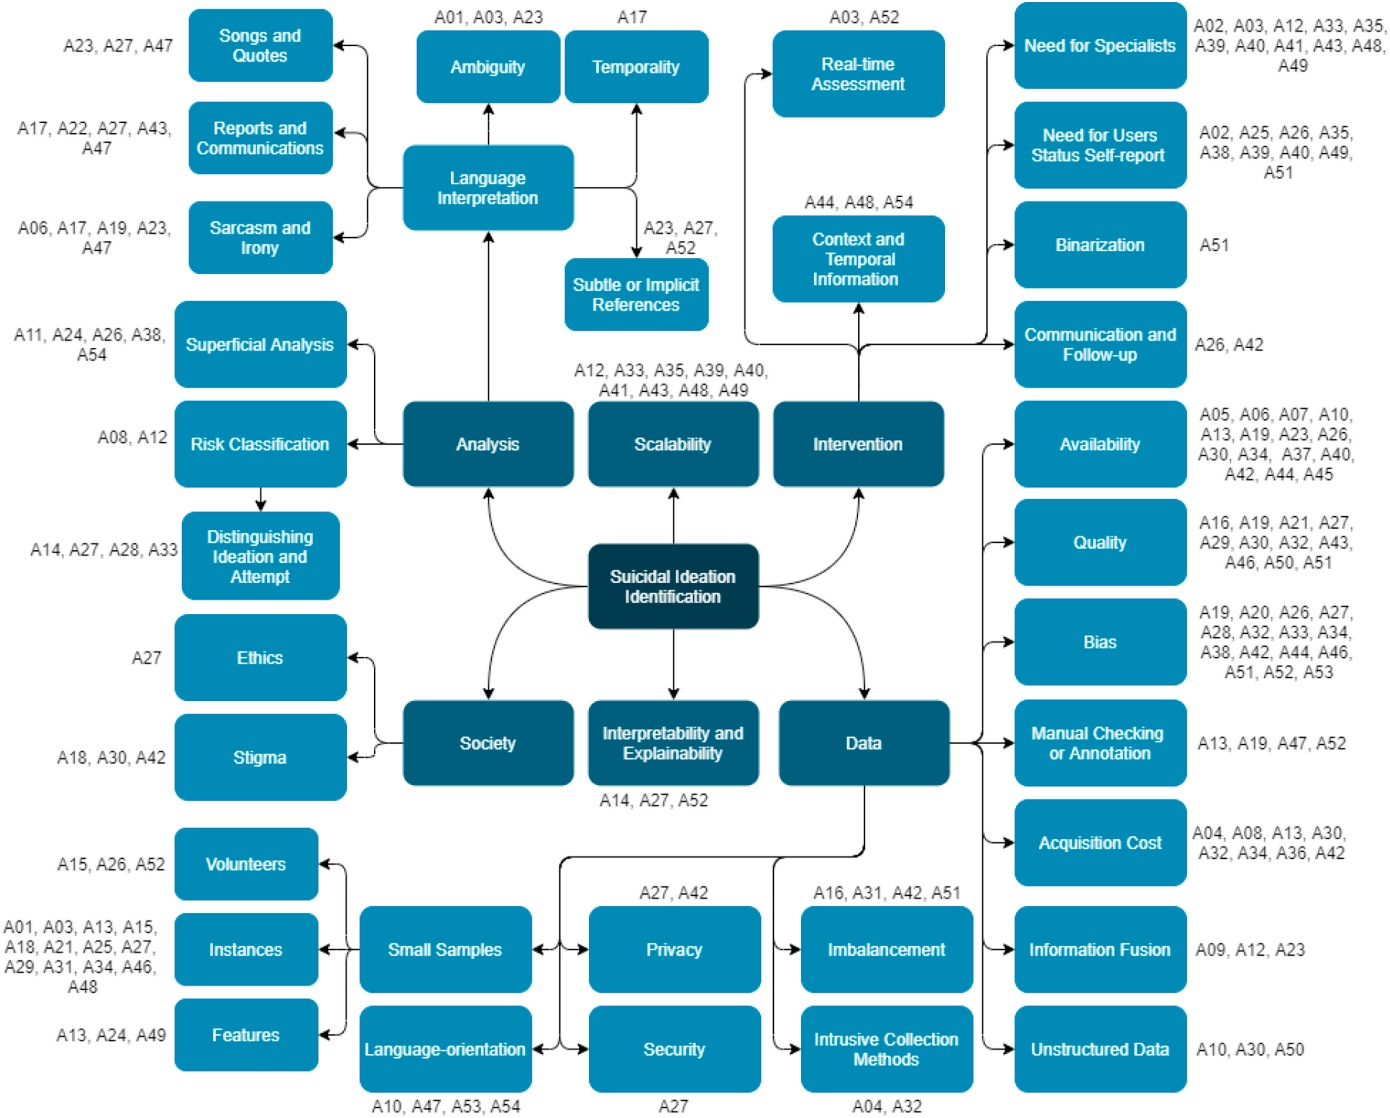 A23, A27, A47
Songs and
Quotes
A17, A22, A27, A43,
A47
Reports and
Communications
A06, A17, A19, A23,
A47
Sarcasm and
Irony
A01, A03, A23
Ambiguity
A17
Temporality
Language
Interpretation
A23, A27,
A52
Subtle or Implicit
References
A03, A52
Real-time
Assessment
A44, A48, A54
Context and
Temporal
Information
Need for Specialists
A02, A03, A12, A33, A35,
A39, A40, A41, A43, A48,
A49
Need for Users
Status Self-report
A02, A25, A26, A35,
A38, A39, A40, A49,
A51
Binarization
A51
Communication and
Follow-up
A26, A42
A11, A24, A26, A38,
A54
Superficial Analysis
A08, A12
Risk Classification
A14, A27, A28, A33
Distinguishing
Ideation and
Attempt
Analysis
A12, A33, A35, A39, A40,
A41, A43, A48, A49
Scalability
Intervention
Suicidal Ideation
Identification
Availability
A05, A06, A07, A10,
A13, A19, A23, A26,
A30, A34, A37, A40,
A42, A44, A45
Quality
A16, A19, A21, A27,
A29, A30, A32, A43,
A46, A50, A51
Bias
A19, A20, A26, A27,
A28, A32, A33, A34,
A38, A42, A44, A46,
A51, A52, A53
Manual Checking
or Annotation
A13, A19, A47, A52
Acquisition Cost
A04, A08, A13, A30,
A32, A34, A36, A42
Information Fusion
A09, A12, A23
Unstructured Data
A10, A30, A50
A27
Ethics
A18, A30, A42
Stigma
Society
Interpretability and
Explainability
A14, A27, A52
Data
A15, A26, A52
Volunteers
A01, A03, A13, A15,
A18, A21, A25, A27,
A29, A31, A34, A46,
A48
Instances
A13, A24, A49
Features
Small Samples
Language-orientation
A10, A47, A53, A54
A27, A42
Privacy
Security
A27
A16, A31, A42, A51
Imbalancement
Intrusive Collection
Methods
A04, A32